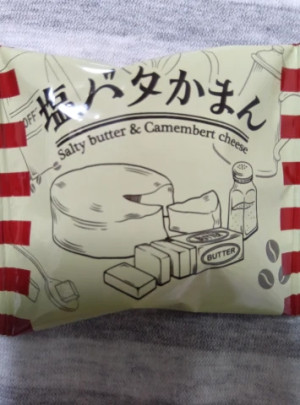 塩バタかまん
Salty butter & Camembert cheese
BUTTER